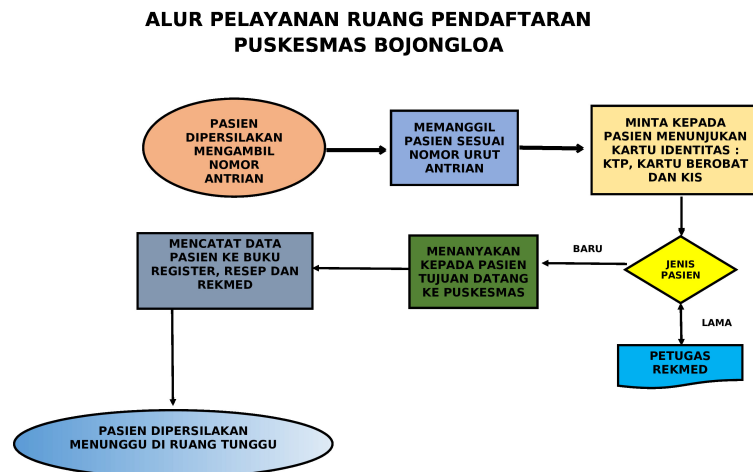 ALUR PELAYANAN RUANG PENDAFTARAN
PUSKESMAS BOJONGLOA
PASIEN
DIPERSILAKAN
MENGAMBIL
NOMOR
ANTRIAN
MEMANGGIL
PASIEN SESUAI
NOMOR URUT
ANTRIAN
MINTA KEPADA
PASIEN MENUNJUKAN
KARTU IDENTITAS :
KTP, KARTU BEROBAT
DAN KIS
JENIS
PASIEN
BARU
LAMA
PETUGAS
REKMED
MENANYAKAN
KEPADA PASIEN
TUJUAN DATANG
KE PUSKESMAS
MENCATAT DATA
PASIEN KE BUKU
REGISTER, RESEP DAN
REKMED
PASIEN DIPERSILAKAN
MENUNGGU DI RUANG TUNGGU